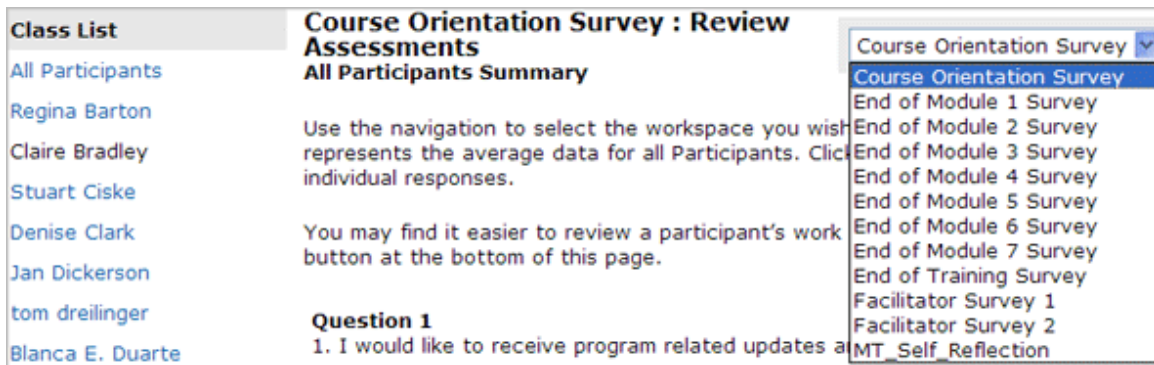 Class List
All Participants
Regina Barton
Claire Bradley
Stuart Ciske
Denise Clark
Jan Dickerson
tom dreilinger
Blanca E. Duarte
Course Orientation Survey : Review
Assessments
All Participants Summary
Use the navigation to select the workspace you wish
represents the average data for all Participants. Click
individual responses.
You may find it easier to review a participant's work
button at the bottom of this page.
Question 1
1. I would like to receive program related updates
Course Orientation Survey
Course Orientation Survey
End of Module 1 Survey
End of Module 2 Survey
End of Module 3 Survey
End of Module 4 Survey
End of Module 5 Survey
End of Module 6 Survey
End of Module 7 Survey
End of Training Survey
Facilitator Survey 1
Facilitator Survey 2
MT_Self_Reflection